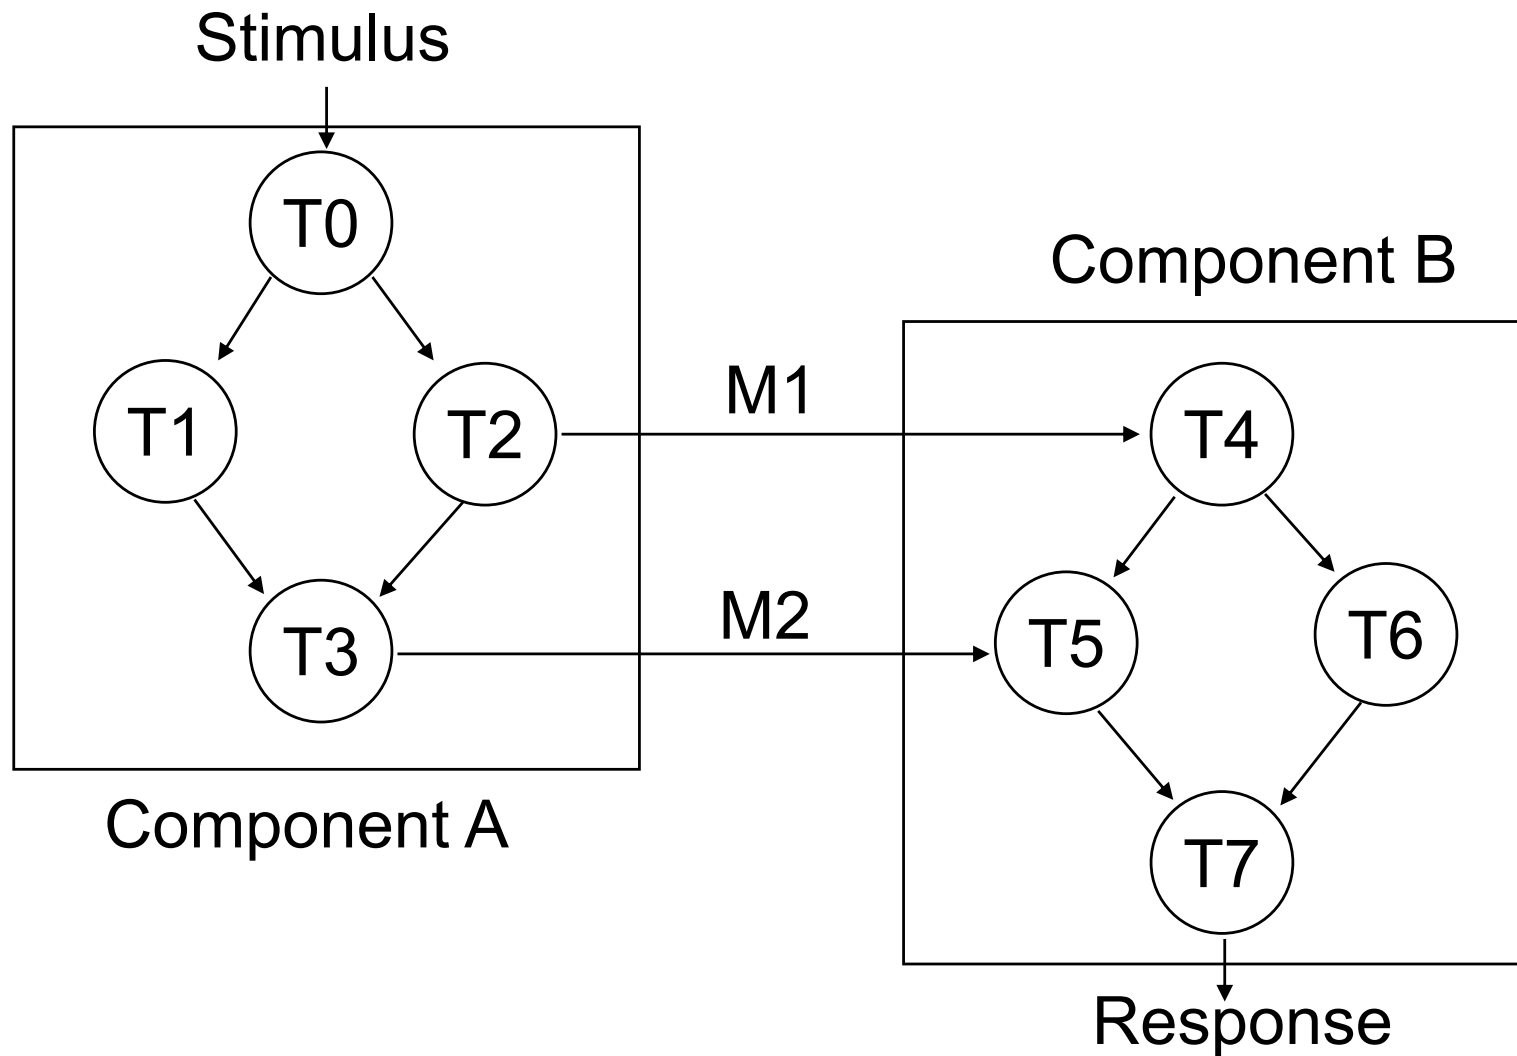 Stimulus
T0
Component B
M1
T1
T2
T4
M2
T3
T5
T6
Component A
T7
Response